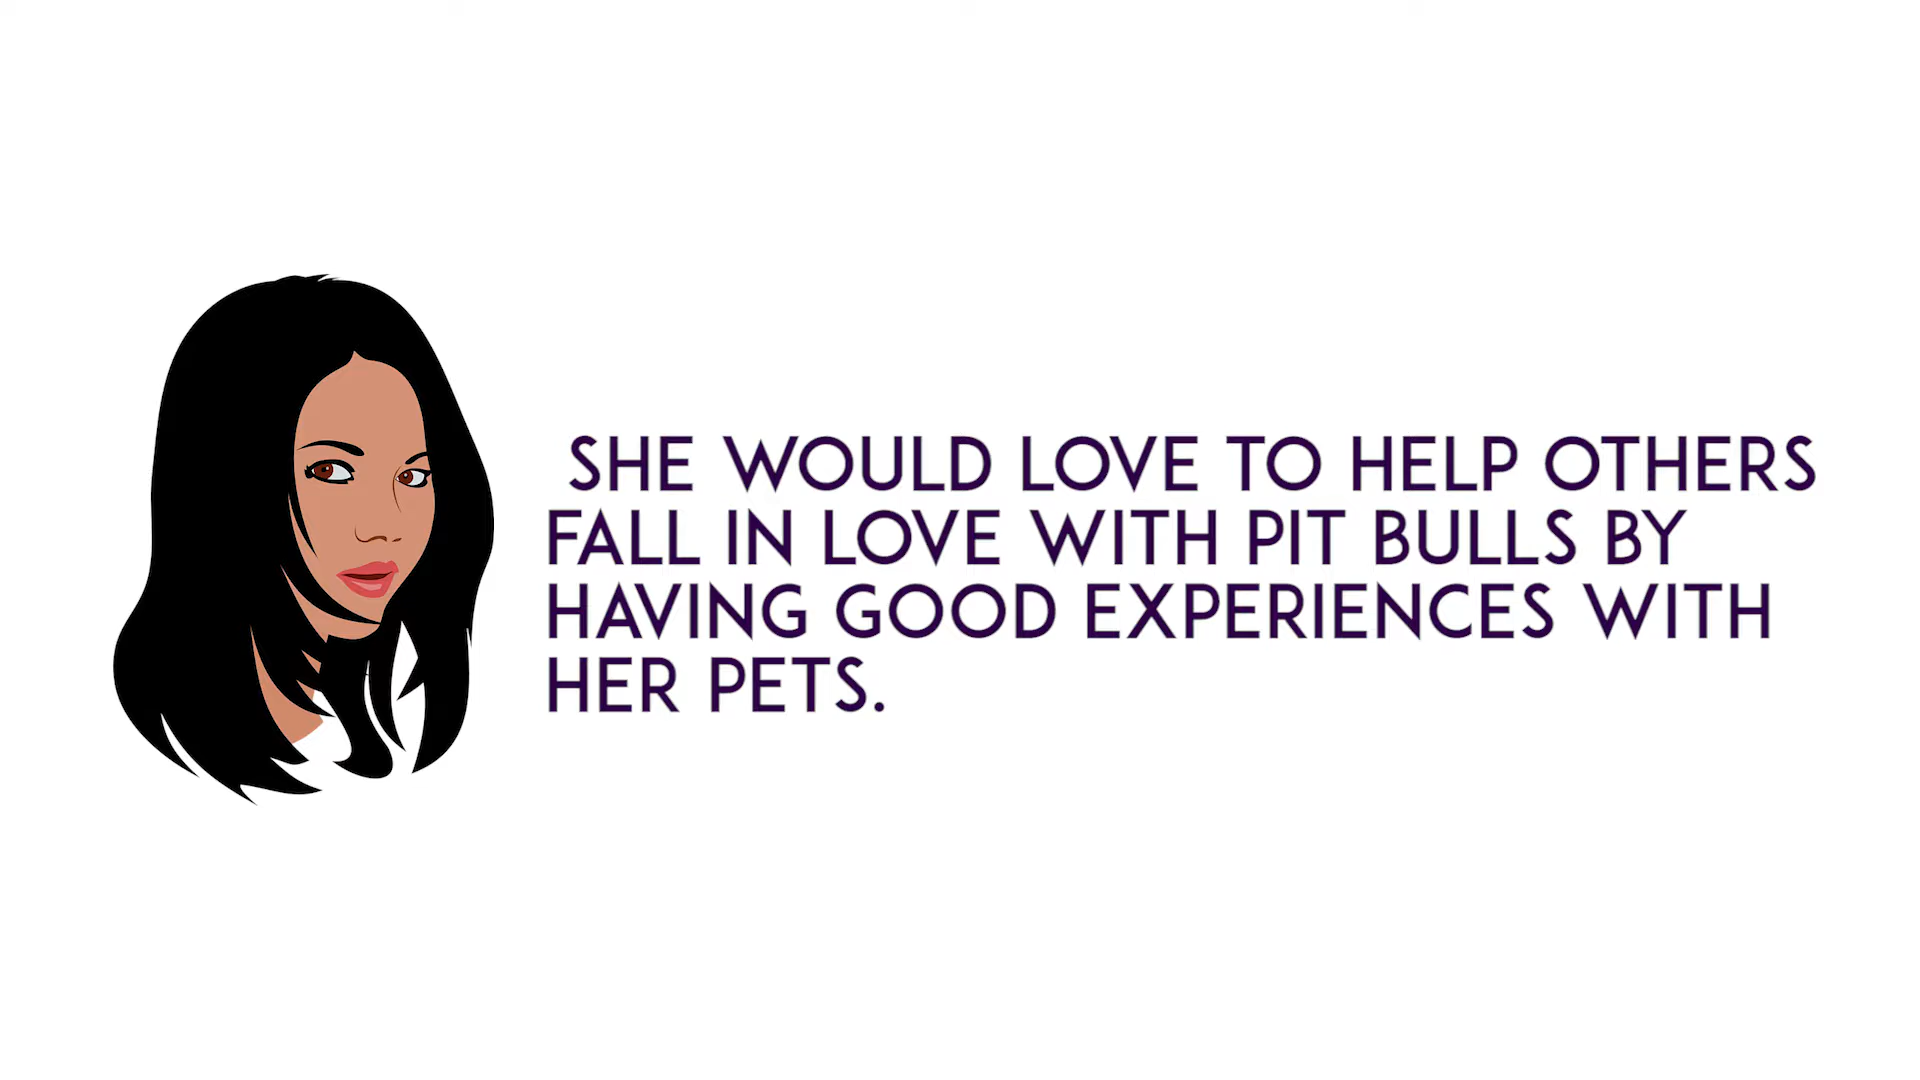 SHE WOULD LOVE TO HELP OTHERS
FALL IN LOVE WITH PIT BULLS BY
HAVING GOOD EXPERIENCES WITH
HER PETS.